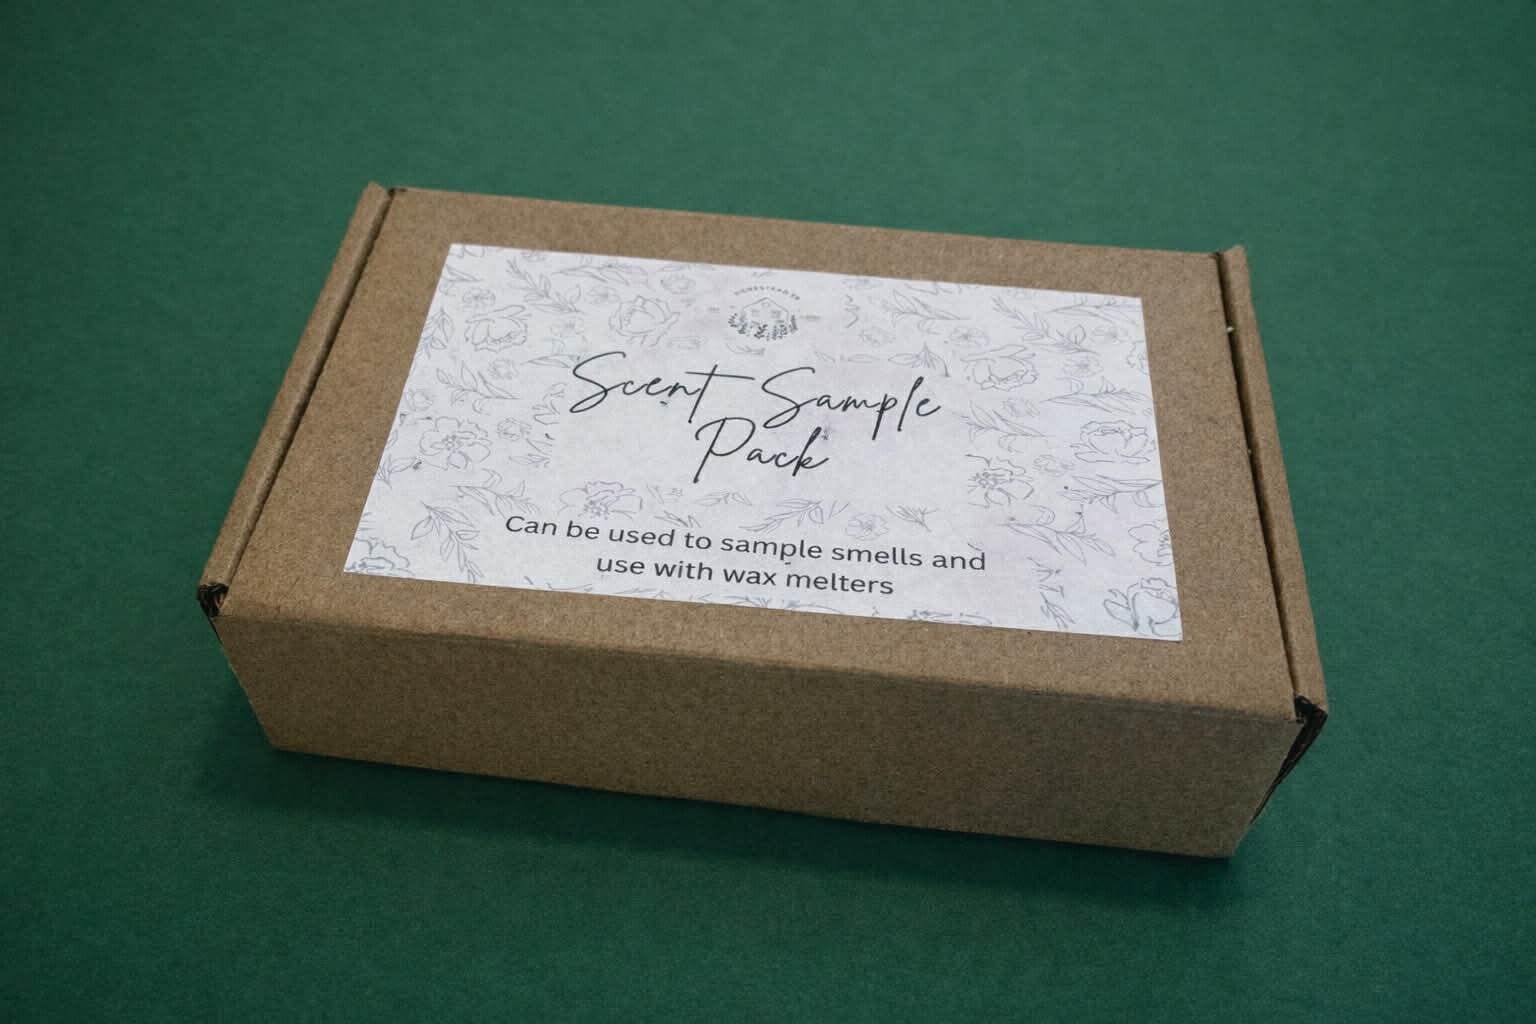 Scent Sample
Pack
Can be used to sample smells and
use with wax melters